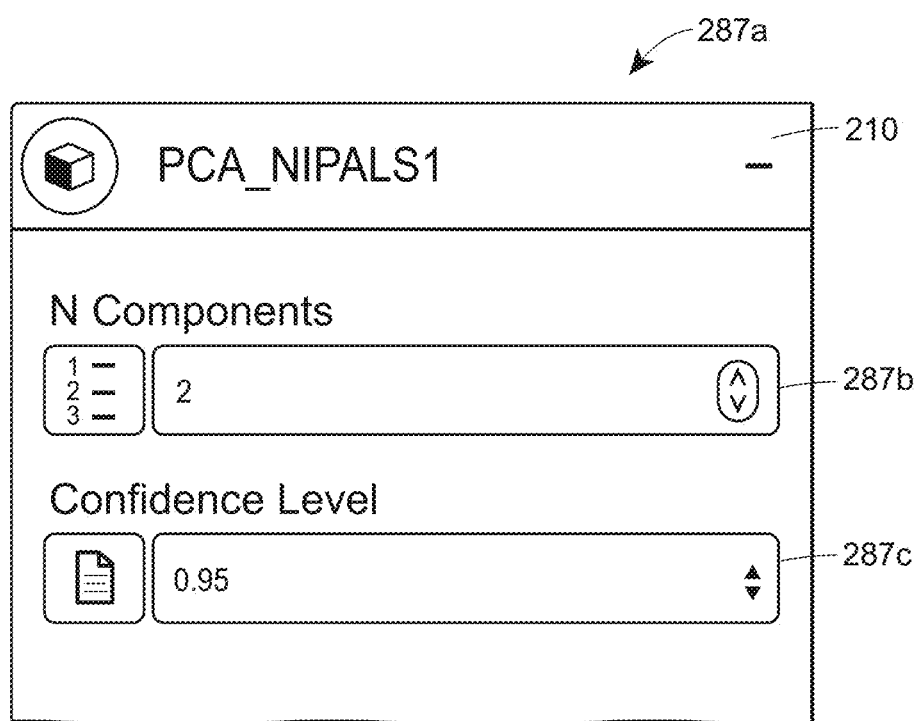 287a
210
PCA_NIPALS1
N Components
1
2
3
2
287b
Confidence Level
0.95
287c